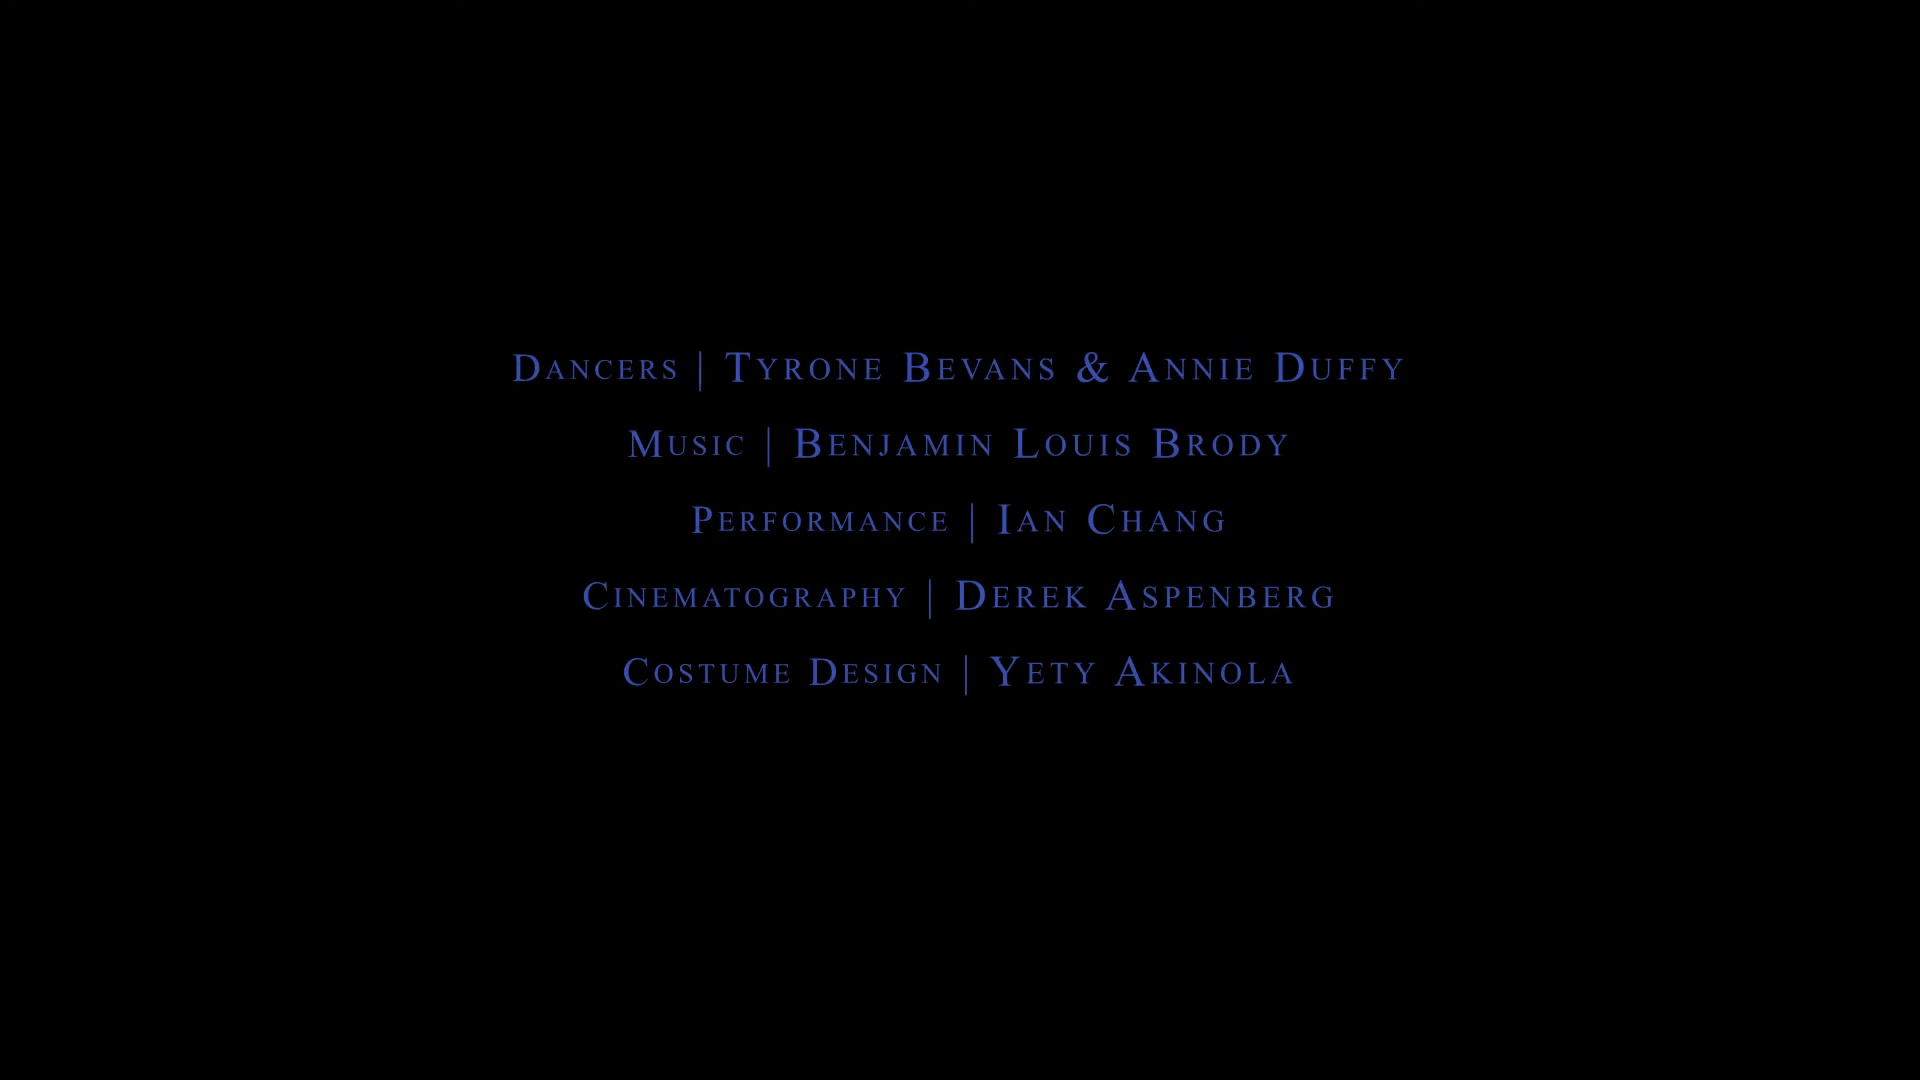 Dancers | Tyrone Bevans & Annie Duffy
Music | Benjamin Louis Brody
Performance | Ian Chang
Cinematography | Derek Aspenberg
Costume Design | Yety Akinola